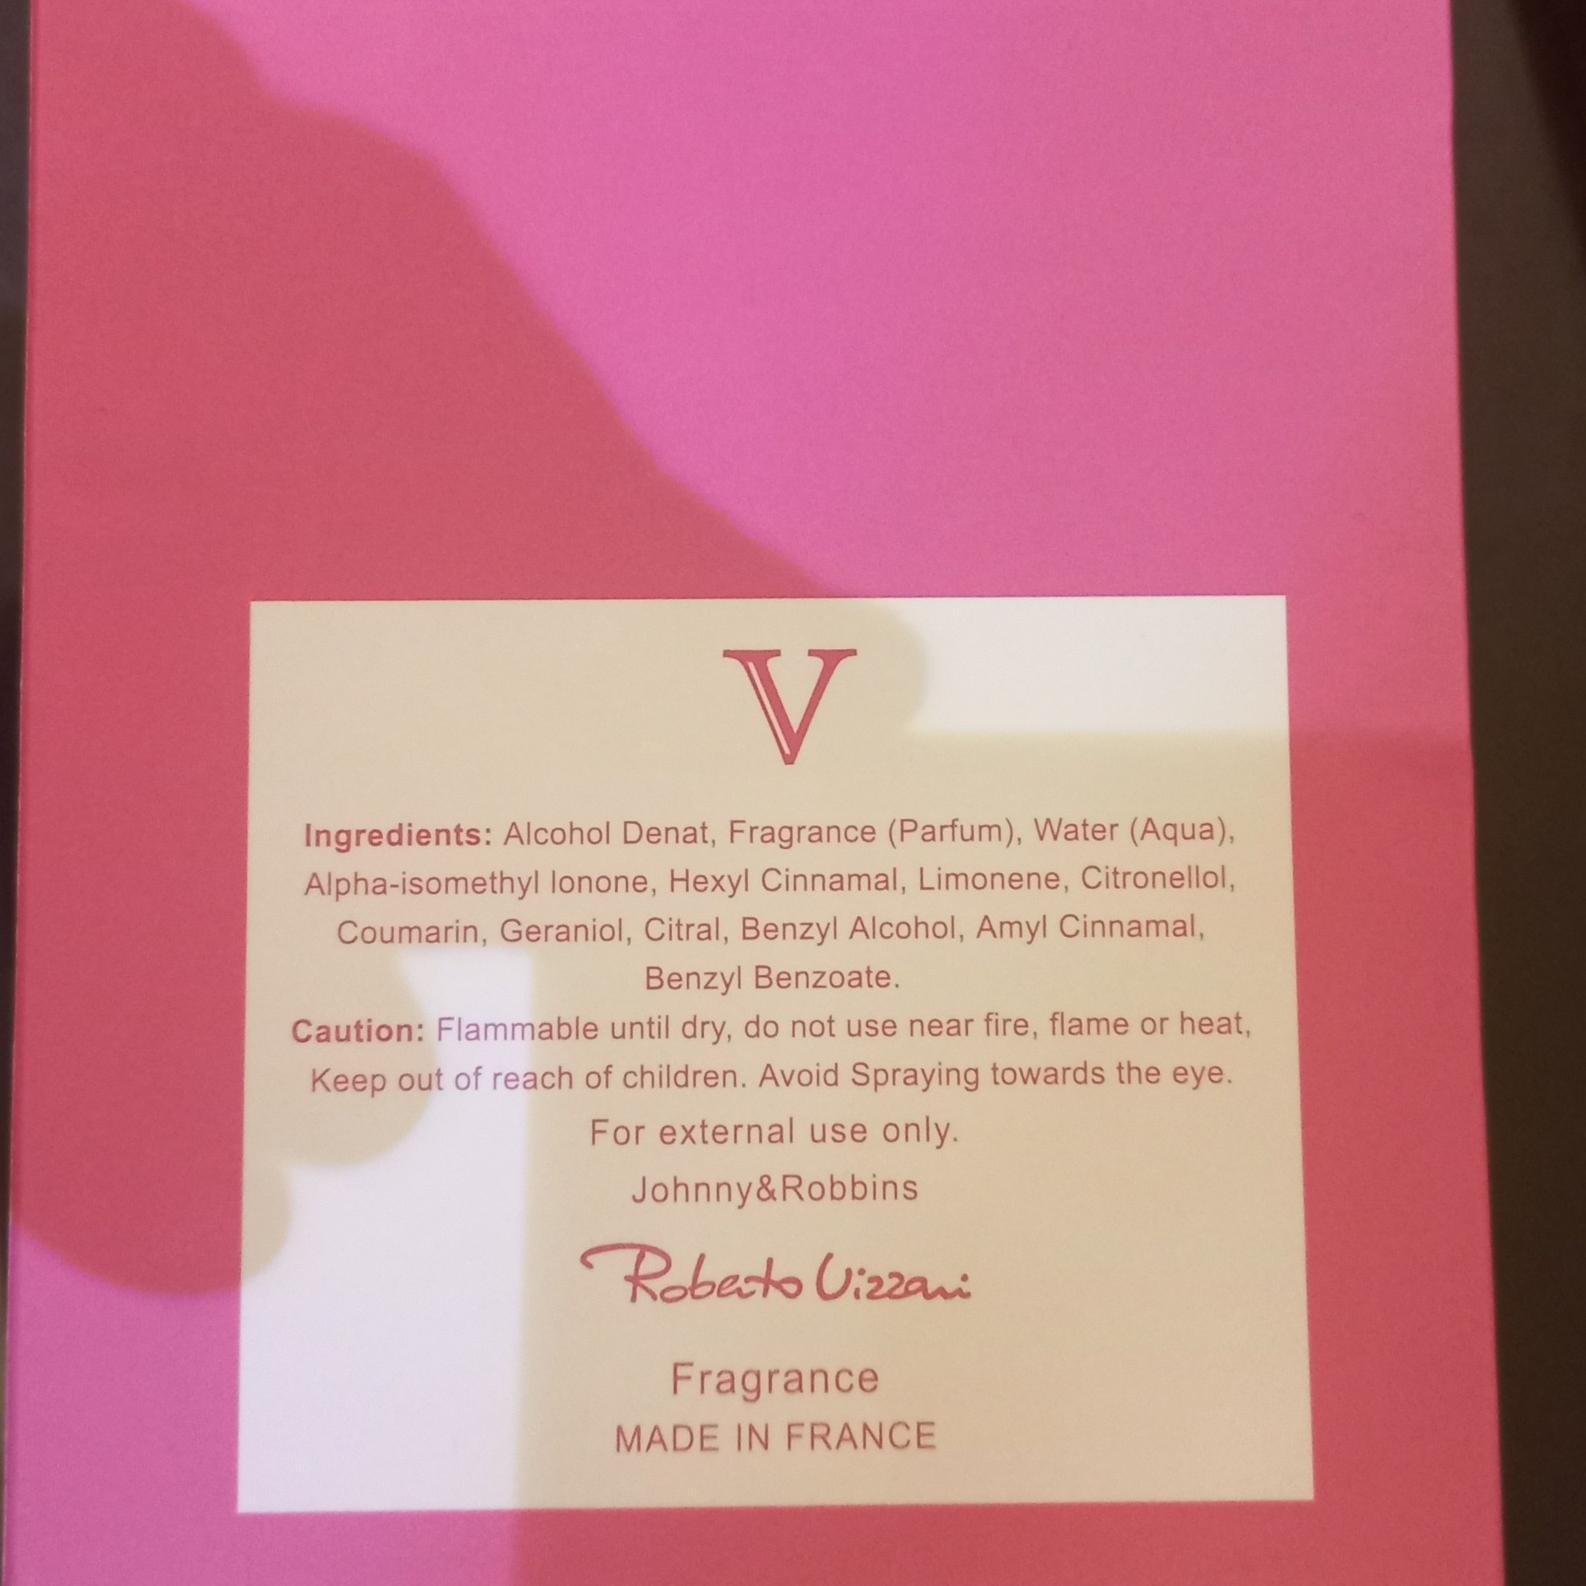 V
Ingredients: Alcohol Denat, Fragrance (Parfum), Water (Aqua),
Alpha-isomethyl Ionone, Hexyl Cinnamal, Limonene, Citronellol,
Coumarin, Geraniol, Citral, Benzyl Alcohol, Amyl Cinnamal,
Benzyl Benzoate.
Caution: Flammable until dry, do not use near fire, flame or heat,
Keep out of reach of children. Avoid Spraying towards the eye.
For external use only.
Johnny&Robbins
Roberto Vizzari
Fragrance
MADE IN FRANCE